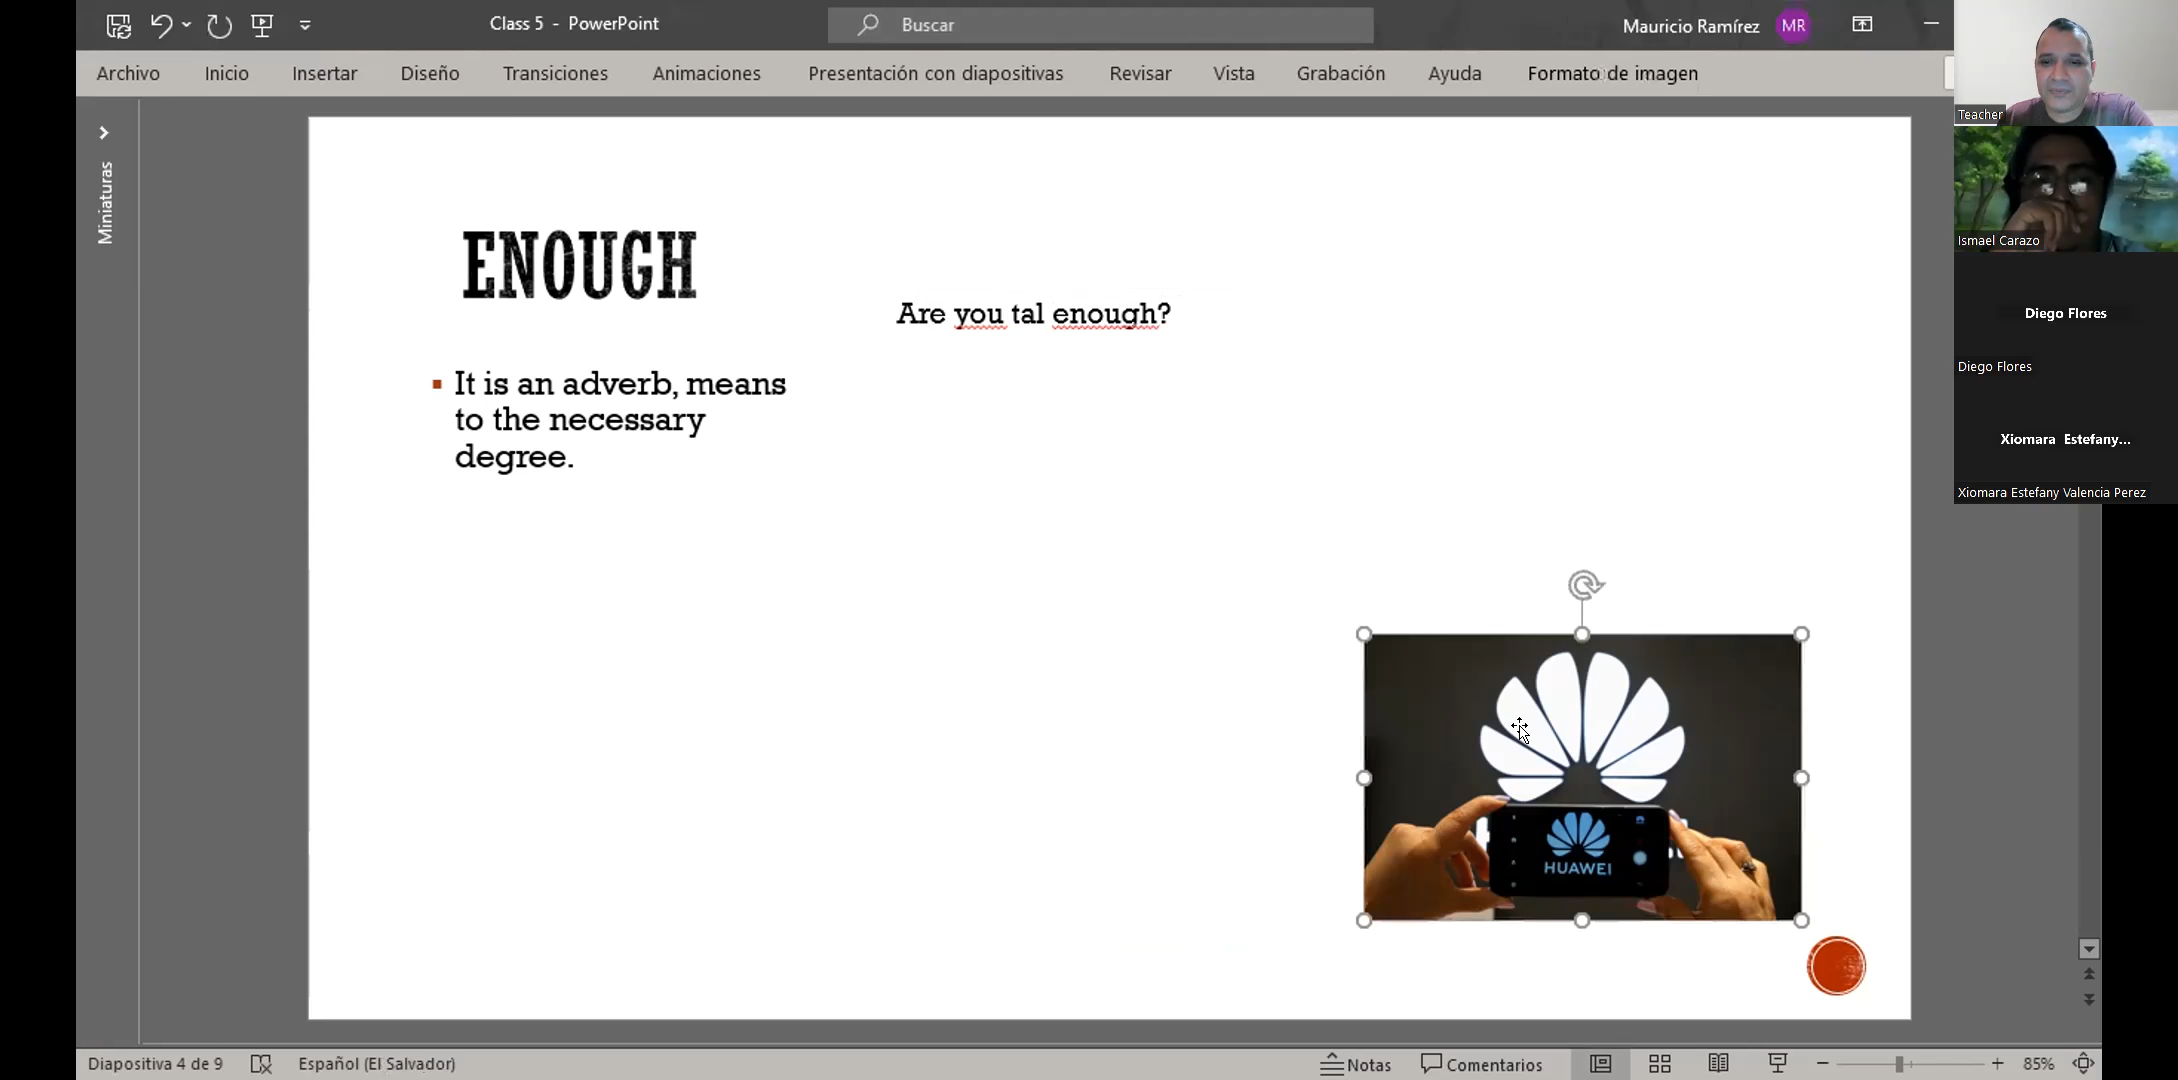 Class 5 - PowerPoint
Buscar
Mauricio Ramírez
MR
Archivo
Inicio
Insertar
Diseño
Transiciones
Animaciones
Presentación con diapositivas
Revisar
Vista
Grabación
Ayuda
Formato de imagen
Teacher
Ismael Carazo
Diego Flores
Diego Flores
Xiomara Estefany...
Xiomara Estefany Valencia Perez
Miniaturas
ENOUGH
Are you tal enough?
It is an adverb, means
to the necessary
degree.
HUAWEI
Diapositiva 4 de 9
Español (El Salvador)
Notas
Comentarios
85%